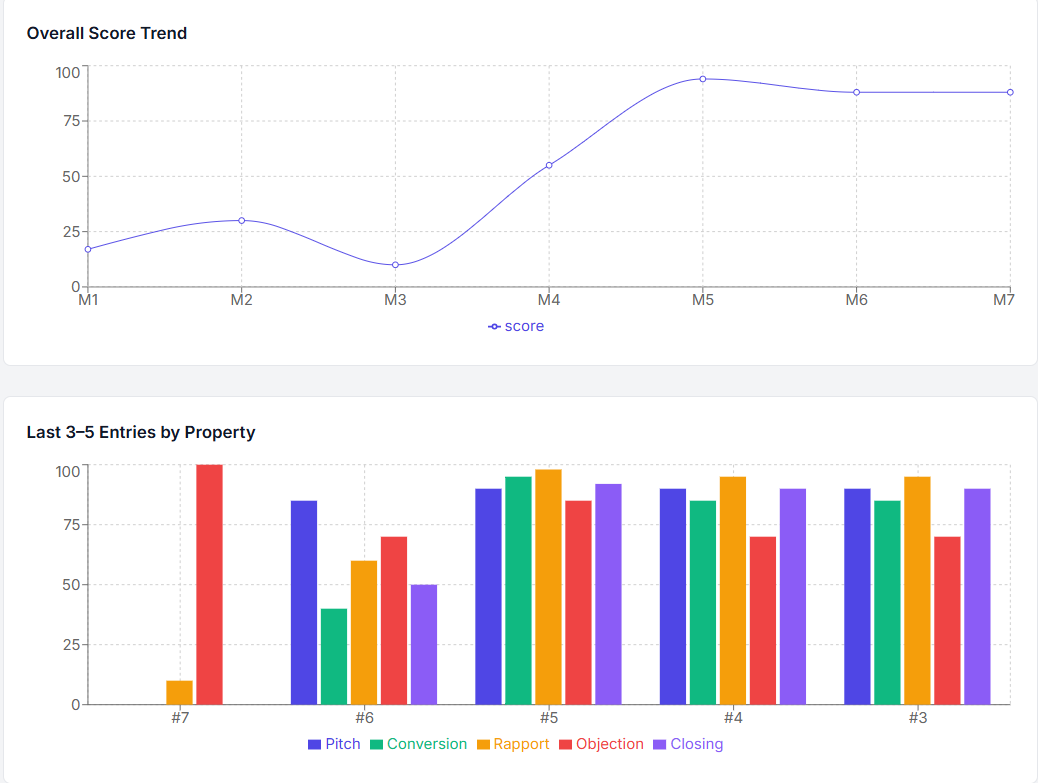 Overall Score Trend
100
75
50
25
0
M1 M2 M3 M4 M5 M6 M7
score
Last 3–5 Entries by Property
100
75
50
25
0
#7 #6 #5 #4 #3
Pitch Conversion Rapport Objection Closing